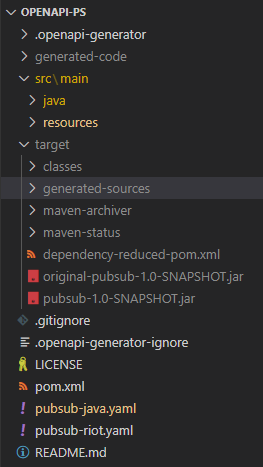 OPENAPI-PS
.openapi-generator
generated-code
src\main
java
resources
target
classes
generated-sources
maven-archiver
maven-status
dependency-reduced-pom.xml
original-pubsub-1.0-SNAPSHOT.jar
pubsub-1.0-SNAPSHOT.jar
.gitignore
.openapi-generator-ignore
LICENSE
pom.xml
pubsub-java.yaml
pubsub-riot.yaml
README.md